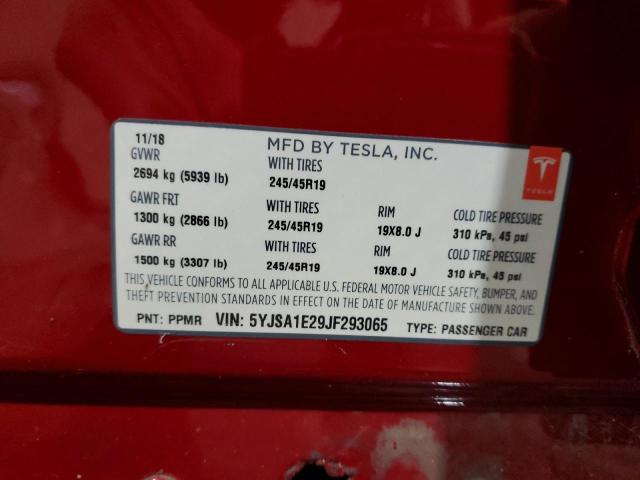 11/18 MFD BY TESLA, INC.
GVWR WITH TIRES
2694 kg (5939 lb) 245/45R19
TESLA
GAWR FRT WITH TIRES RIM COLD TIRE PRESSURE
1300 kg (2866 lb) 245/45R19 19X8.0 J 310 kPa, 45 psi
GAWR RR WITH TIRES RIM COLD TIRE PRESSURE
1500 kg (3307 lb) 245/45R19 19X8.0 J 310 kPa, 45 psi
THIS VEHICLE CONFORMS TO ALL APPLICABLE U.S. FEDERAL MOTOR VEHICLE SAFETY, BUMPER, AND
THEFT PREVENTION STANDARDS IN EFFECT ON THE DATE OF MANUFACTURE SHOWN ABOVE.
PNT: PPMR VIN: 5YJSA1E29JF293065 TYPE: PASSENGER CAR